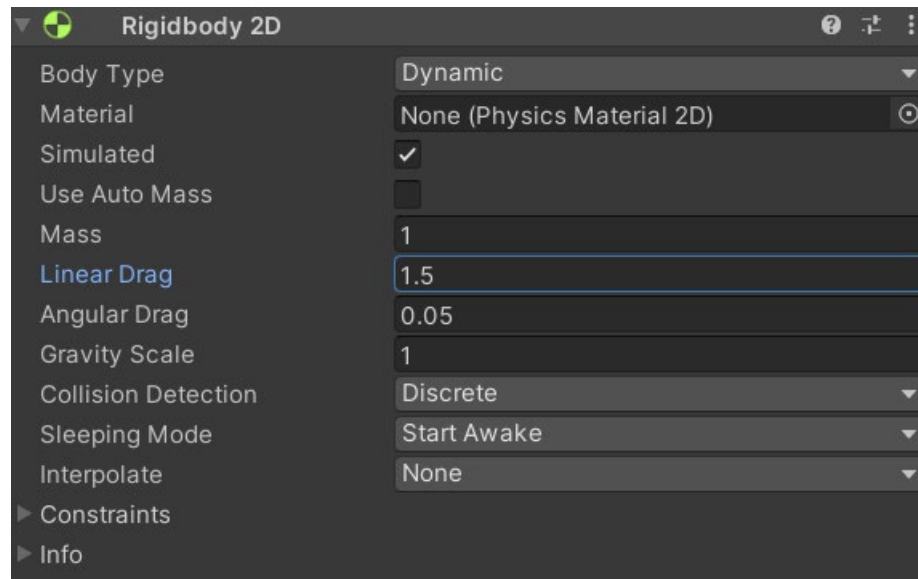 Rigidbody 2D
Body Type Dynamic
Material None (Physics Material 2D)
Simulated
Use Auto Mass
Mass 1
Linear Drag 1.5
Angular Drag 0.05
Gravity Scale 1
Collision Detection Discrete
Sleeping Mode Start Awake
Interpolate None
Constraints
Info